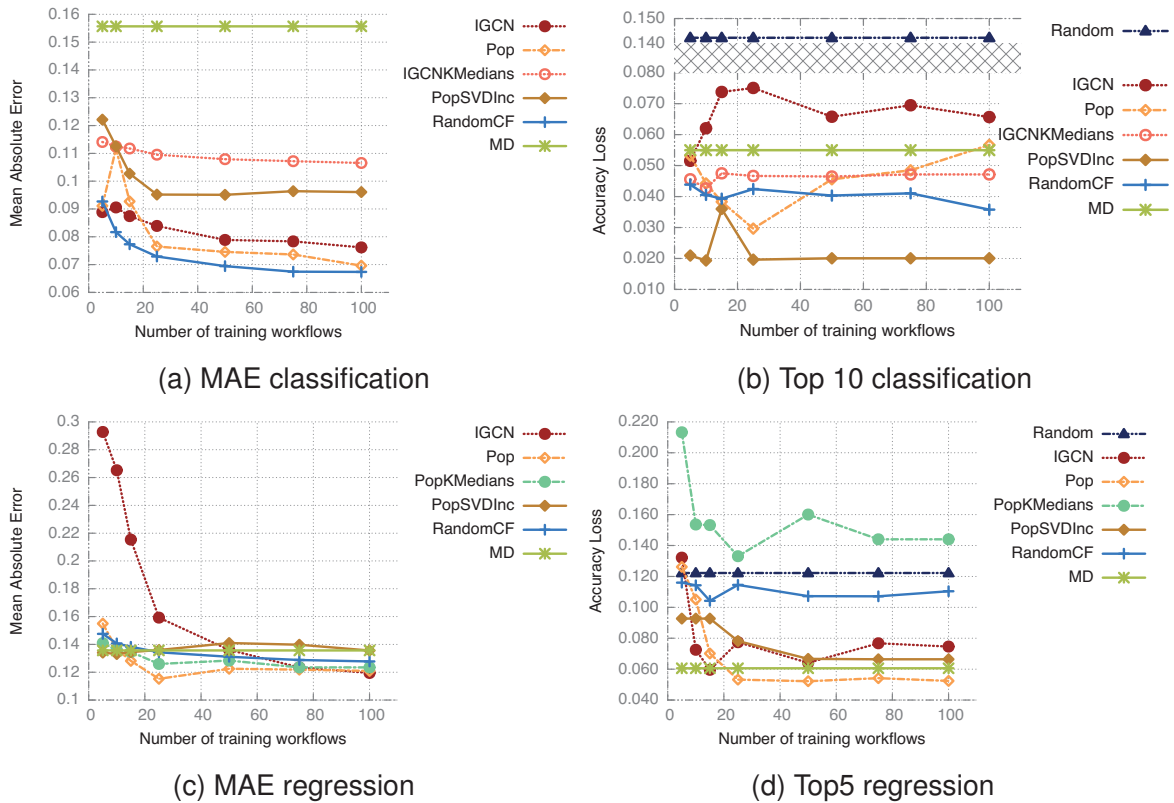 0.16
0.15
0.14
0.13
0.12
0.11
0.1
0.09
0.08
0.07
0.06
0 20 40 60 80 100
Mean Absolute Error
Number of training workflows
IGCN
Pop
IGCNKMedians
PopSVDInc
RandomCF
MD
(a) MAE classification
0.150
0.140
0.080
0.070
0.060
0.050
0.040
0.030
0.020
0.010
0 20 40 60 80 100
Accuracy Loss
Number of training workflows
Random
IGCN
Pop
IGCNKMedians
PopSVDInc
RandomCF
MD
(b) Top 10 classification
0.3
0.28
0.26
0.24
0.22
0.2
0.18
0.16
0.14
0.12
0.1
0 20 40 60 80 100
Mean Absolute Error
Number of training workflows
IGCN
Pop
PopKMedians
PopSVDInc
RandomCF
MD
(c) MAE regression
0.220
0.200
0.180
0.160
0.140
0.120
0.100
0.080
0.060
0.040
0 20 40 60 80 100
Accuracy Loss
Number of training workflows
Random
IGCN
Pop
PopKMedians
PopSVDInc
RandomCF
MD
(d) Top5 regression